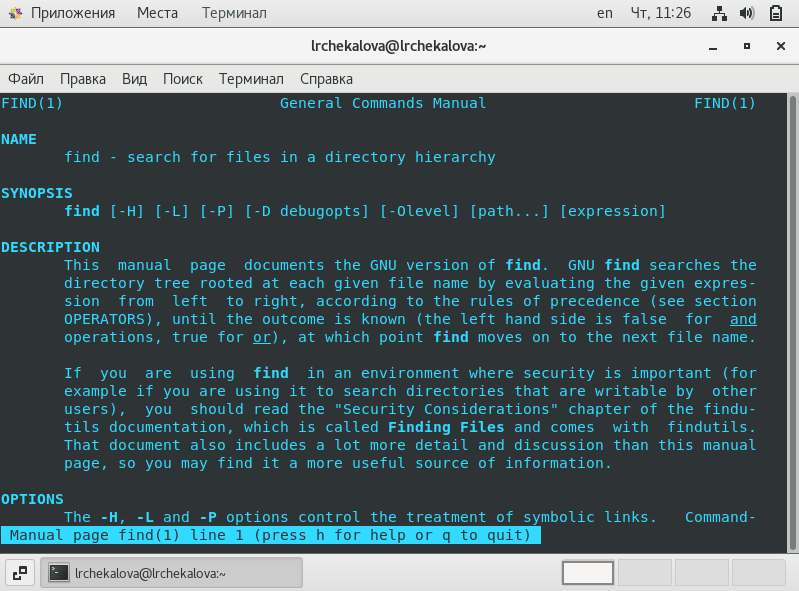 Приложения Места Терминал en Чт, 11:26
lrchekalova@lrchekalova:~
Файл Правка Вид Поиск Терминал Справка
FIND(1) General Commands Manual FIND(1)
NAME
find - search for files in a directory hierarchy
SYNOPSIS
find [-H] [-L] [-P] [-D debugopts] [-Olevel] [path...] [expression]
DESCRIPTION
This manual page documents the GNU version of find. GNU find searches the
directory tree rooted at each given file name by evaluating the given expres-
sion from left to right, according to the rules of precedence (see section
OPERATORS), until the outcome is known (the left hand side is false for and
operations, true for or), at which point find moves on to the next file name.
If you are using find in an environment where security is important (for
example if you are using it to search directories that are writable by other
users), you should read the "Security Considerations" chapter of the findu-
tils documentation, which is called Finding Files and comes with findutils.
That document also includes a lot more detail and discussion than this manual
page, so you may find it a more useful source of information.
OPTIONS
The -H, -L and -P options control the treatment of symbolic links. Command-
Manual page find(1) line 1 (press h for help or q to quit)
lrchekalova@lrchekalova:~